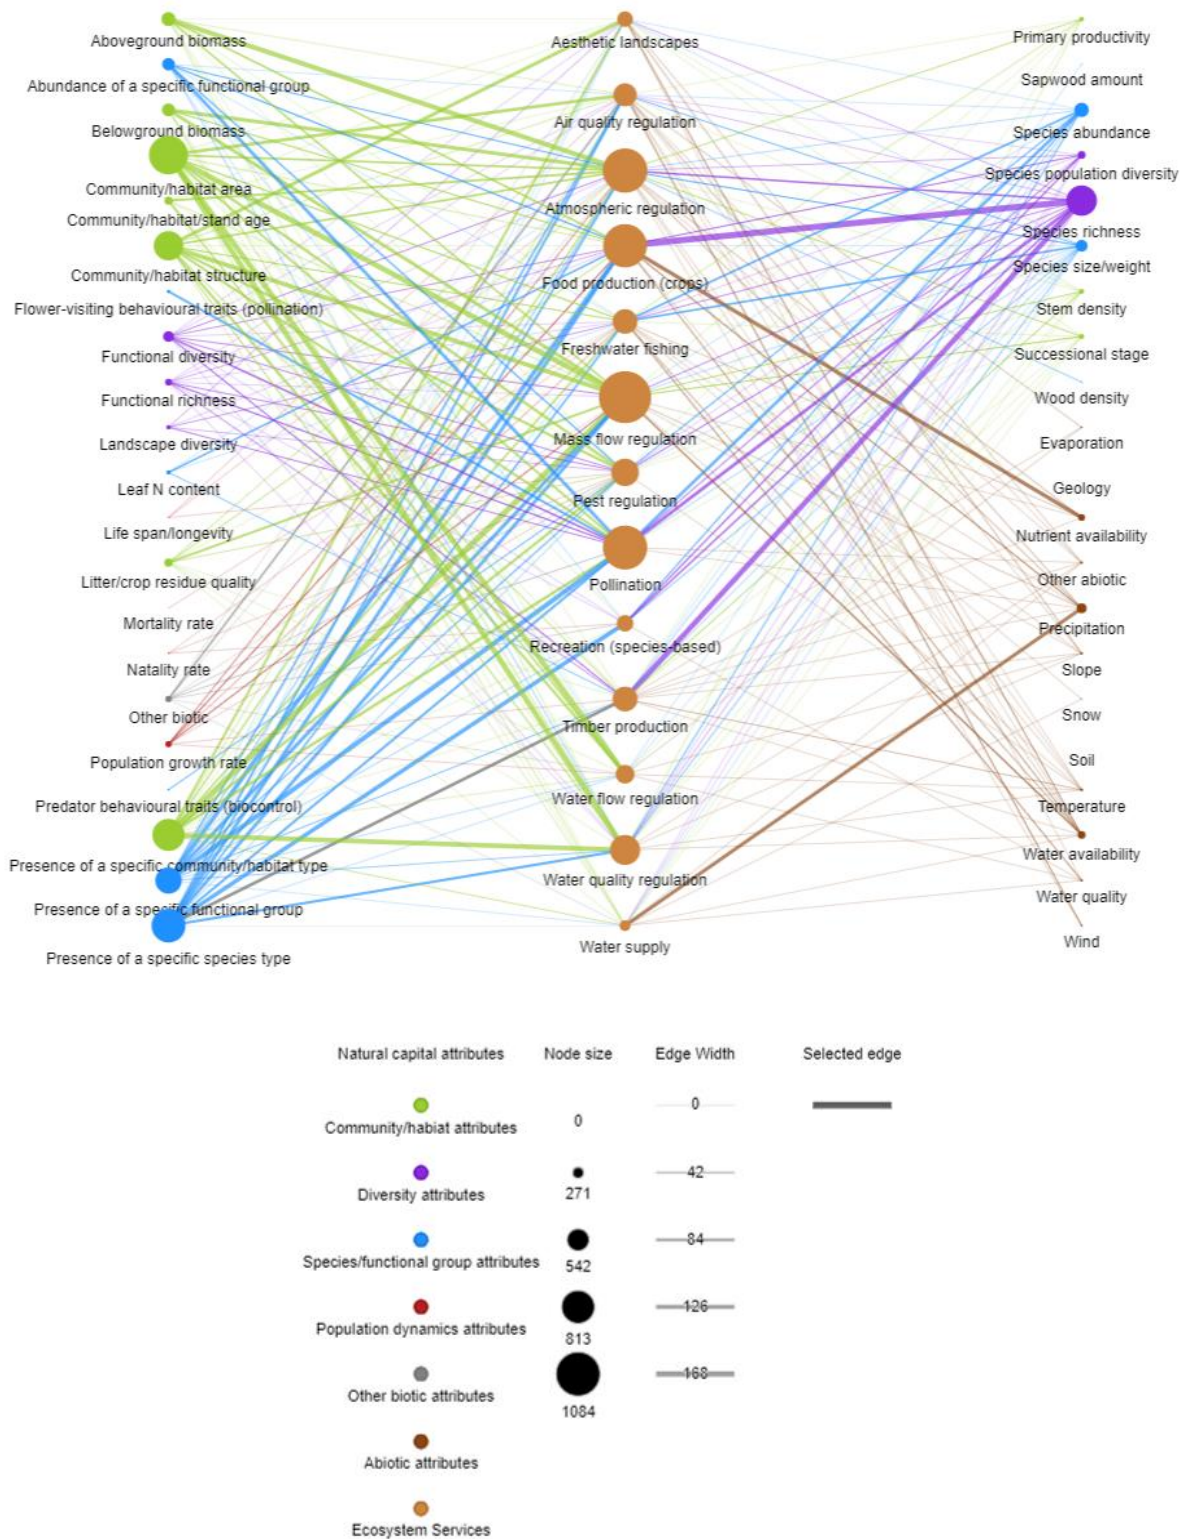 Aboveground biomass
Abundance of a specific functional group
Belowground biomass
Community/habitat area
Community/habitat/stand age
Community/habitat structure
Flower-visiting behavioural traits (pollination)
Functional diversity
Functional richness
Landscape diversity
Leaf N content
Life span/longevity
Litter/crop residue quality
Mortality rate
Natality rate
Other biotic
Population growth rate
Predator behavioural traits (biocontrol)
Presence of a specific community/habitat type
Presence of a specific functional group
Presence of a specific species type
Aesthetic landscapes
Air quality regulation
Atmospheric regulation
Food production (crops)
Freshwater fishing
Mass flow regulation
Pest regulation
Pollination
Recreation (species-based)
Timber production
Water flow regulation
Water quality regulation
Water supply
Primary productivity
Sapwood amount
Species abundance
Species population diversity
Species richness
Species size/weight
Stem density
Successional stage
Wood density
Evaporation
Geology
Nutrient availability
Other abiotic
Precipitation
Slope
Snow
Soil
Temperature
Water availability
Water quality
Wind
Natural capital attributes
Community/habiat attributes
Diversity attributes
Species/functional group attributes
Population dynamics attributes
Other biotic attributes
Abiotic attributes
Ecosystem Services
Node size
0
271
542
813
1084
Edge Width
0
42
84
126
168
Selected edge